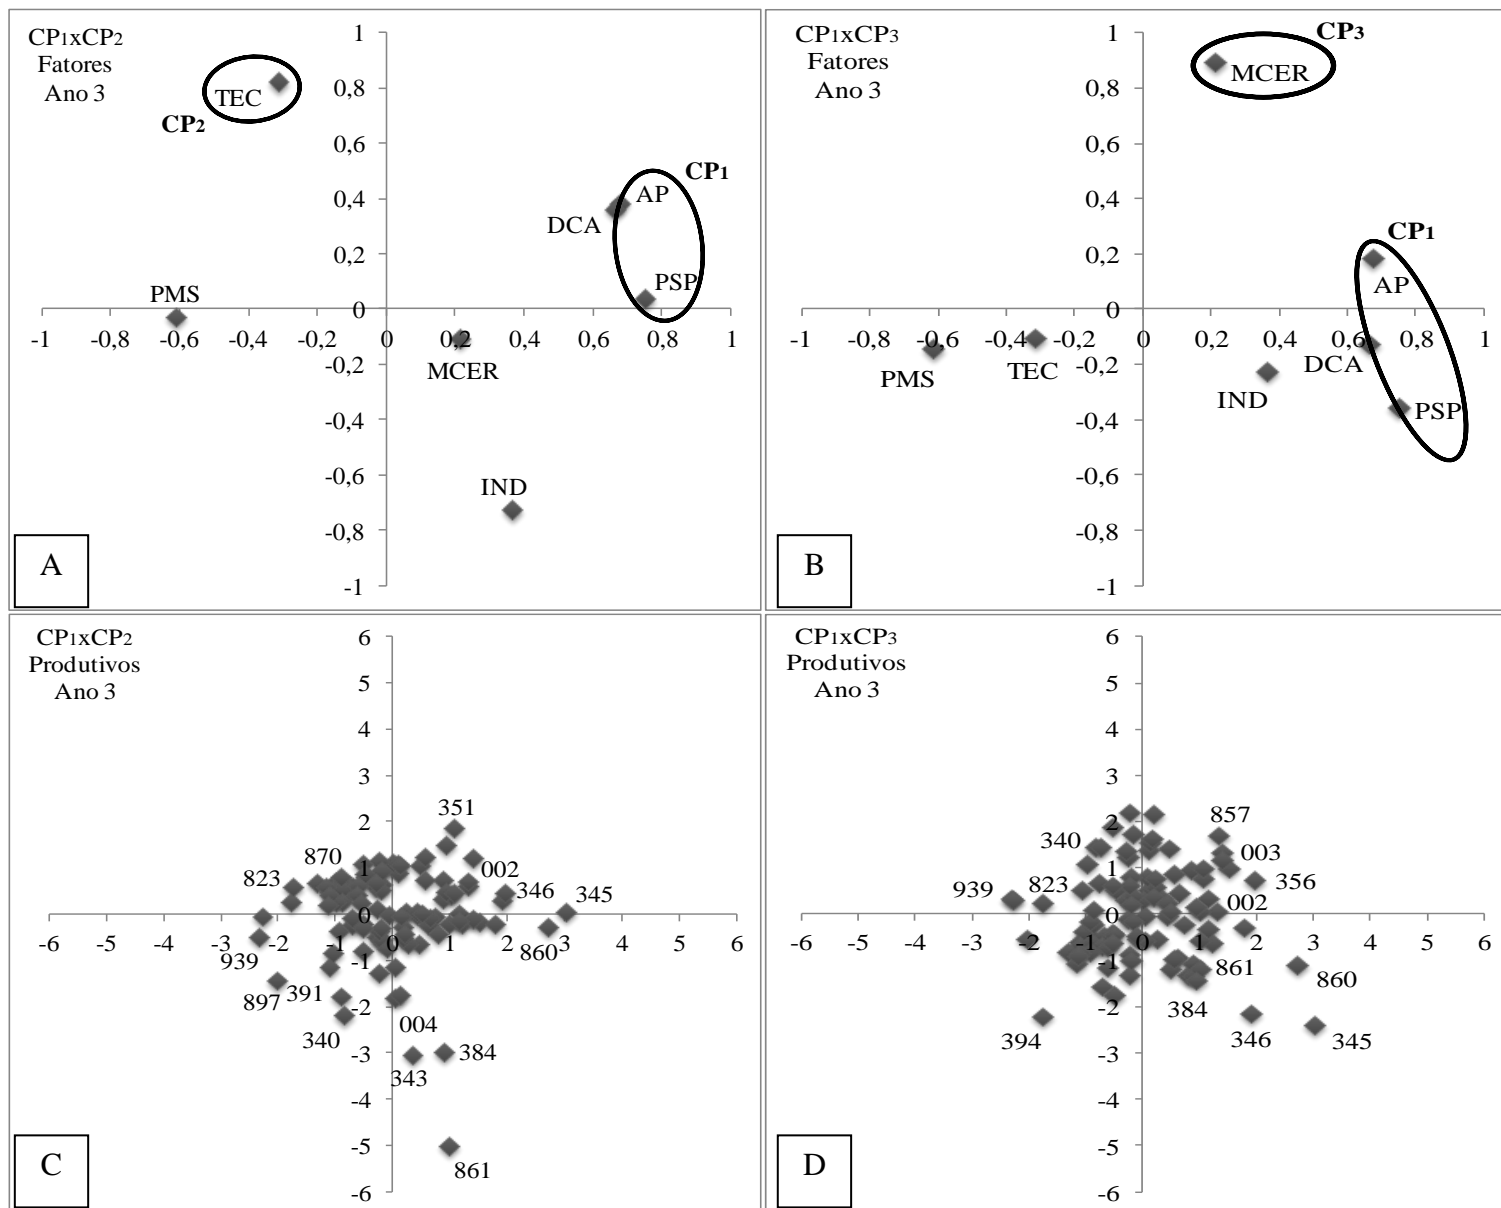 CP1xCP2
Fatores
Ano 3
1
0,8
0,6
0,4
0,2
0
-0,2
-0,4
-0,6
-0,8
-1
-1 -0,8 -0,6 -0,4 -0,2 0 0,2 0,4 0,6 0,8 1
TEC
CP2
CP1
AP
DCA
PSP
PMS
MCER
IND
A
CP1xCP3
Fatores
Ano 3
1
0,8
0,6
0,4
0,2
0
-0,2
-0,4
-0,6
-0,8
-1
-1 -0,8 -0,6 -0,4 -0,2 0 0,2 0,4 0,6 0,8 1
CP3
MCER
CP1
AP
DCA
PSP
PMS
TEC
IND
B
CP1xCP2
Produtivos
Ano 3
6
5
4
3
2
1
0
-1
-2
-3
-4
-5
-6
-6 -5 -4 -3 -2 -1 0 1 2 3 4 5 6
351
870
823
002
346
345
860
939
897
391
340
004
384
343
861
C
CP1xCP3
Produtivos
Ano 3
6
5
4
3
2
1
0
-1
-2
-3
-4
-5
-6
-6 -5 -4 -3 -2 -1 0 1 2 3 4 5 6
857
340
003
356
939
823
002
861
860
384
394
346
345
D